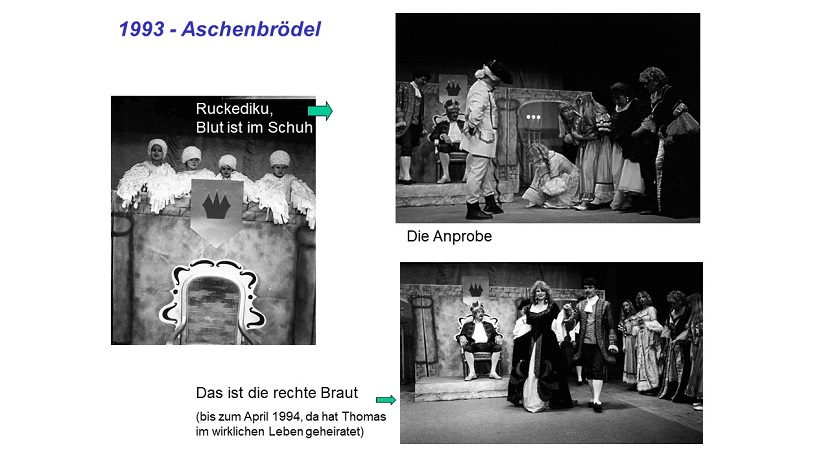 1993 - Aschenbrödel
Ruckediku,
Blut ist im Schuh
Die Anprobe
Das ist die rechte Braut
(bis zum April 1994, da hat Thomas
im wirklichen Leben geheiratet)